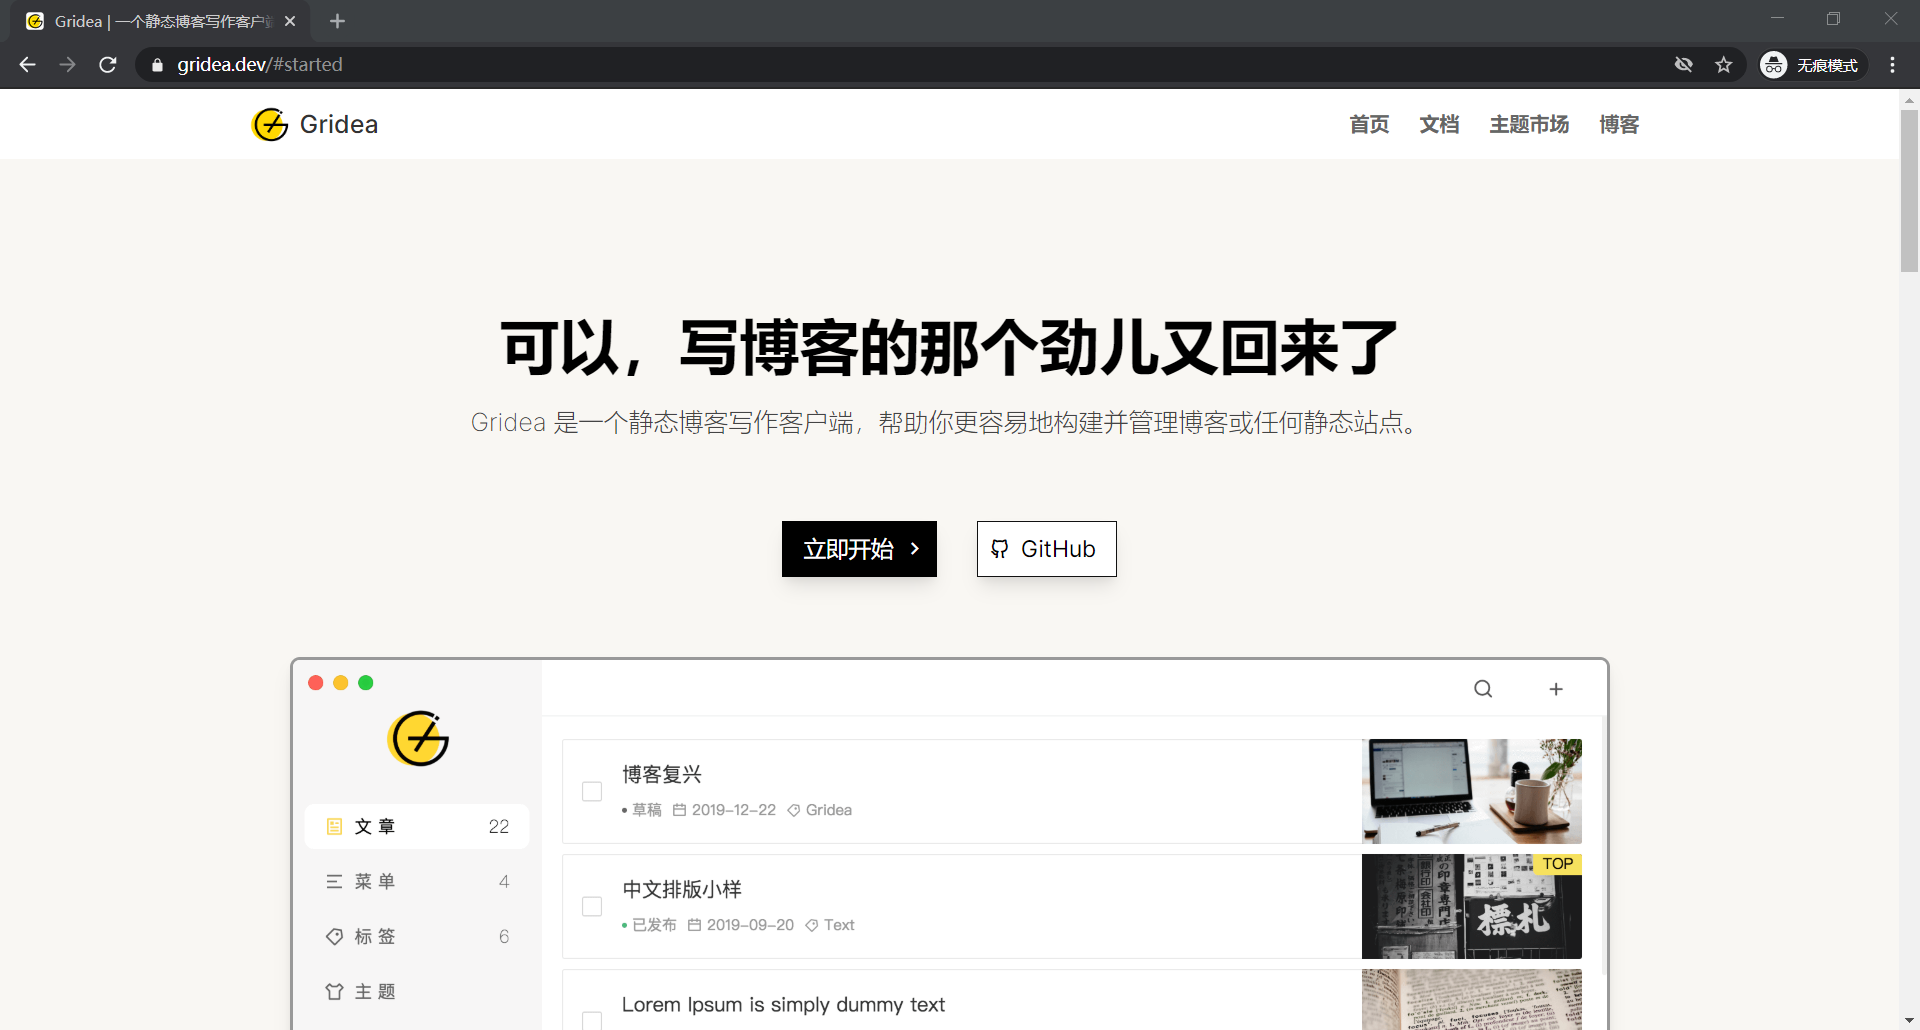 Gridea | 一个静态博客写作客户端
gridea.dev/#started
无痕模式
Gridea
首页 文档 主题市场 博客
可以，写博客的那个劲儿又回来了
Gridea 是一个静态博客写作客户端，帮助你更容易地构建并管理博客或任何静态站点。
立即开始
GitHub
文章 22
菜单 4
标签 6
主题
博客复兴
草稿 2019-12-22 Gridea
中文排版小样
已发布 2019-09-20 Text
TOP
標札
Lorem Ipsum is simply dummy text